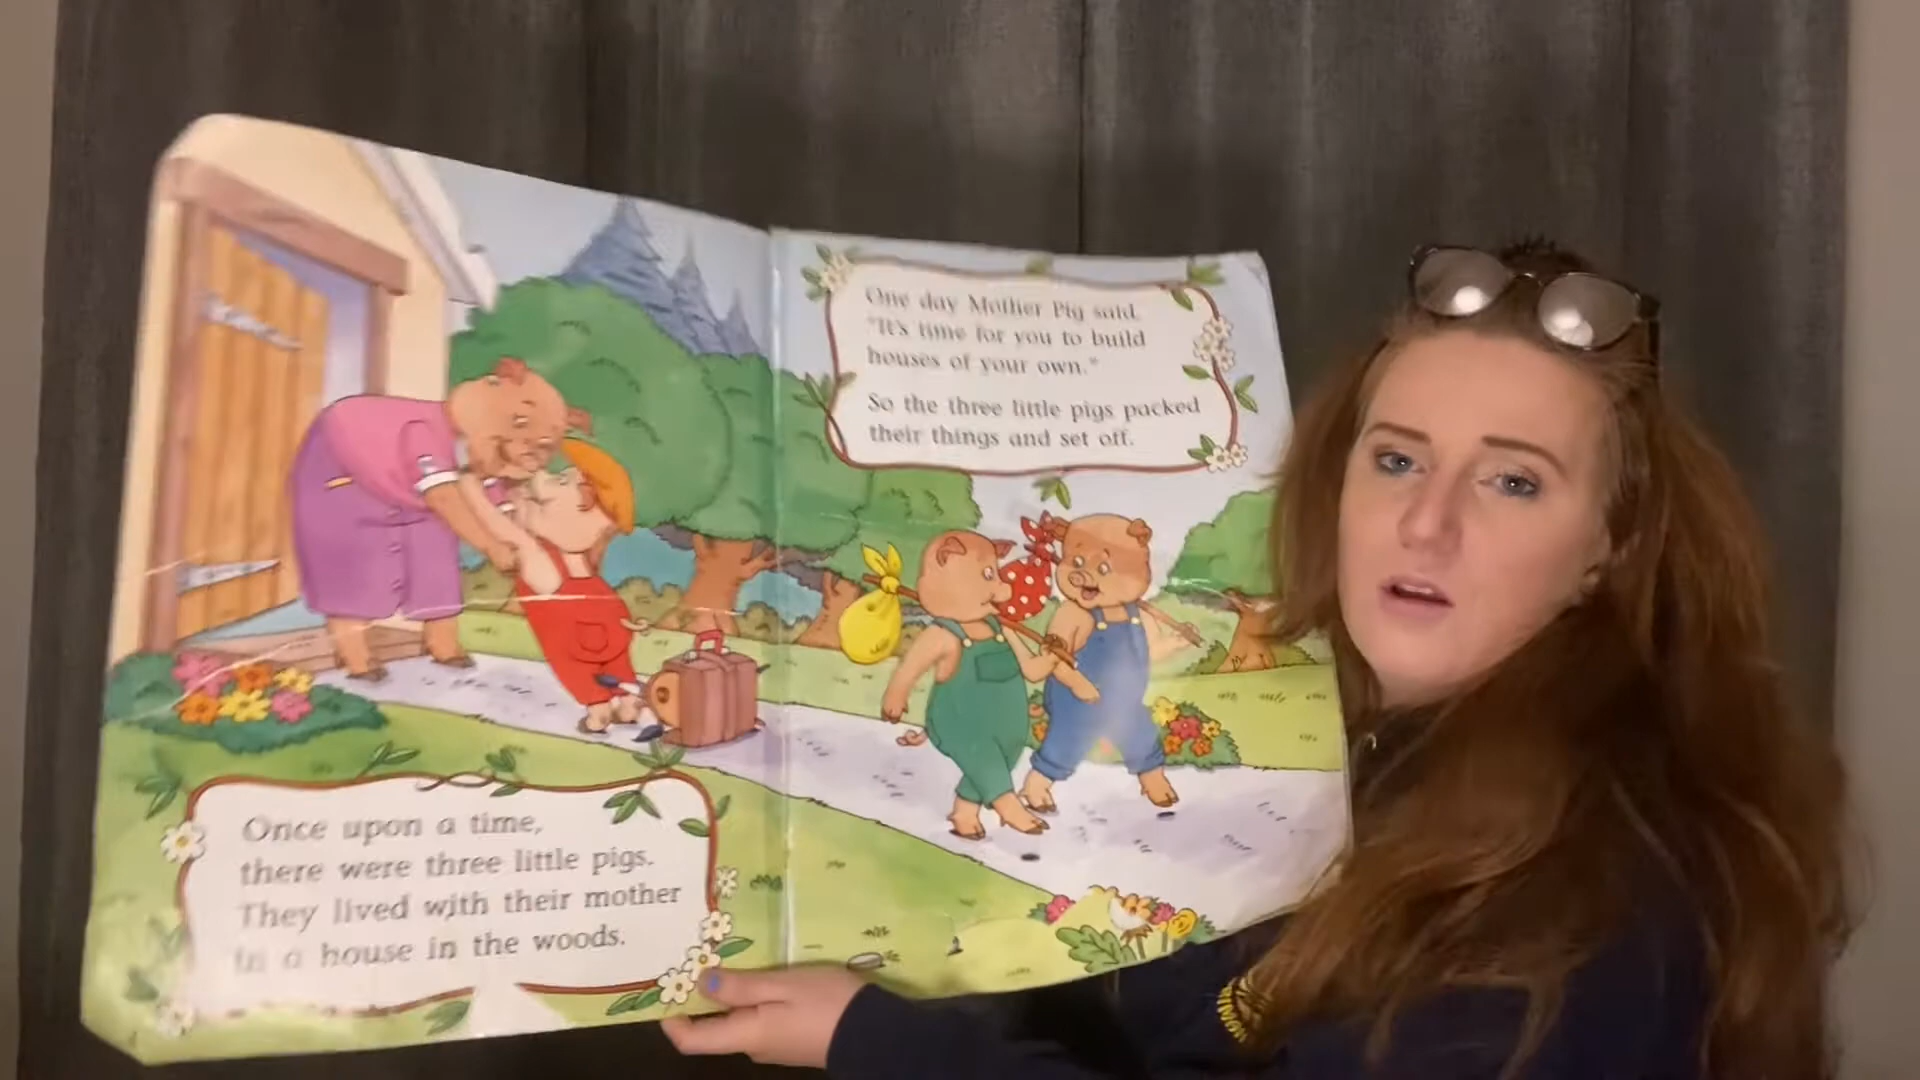 Once upon a time,
there were three little pigs.
They lived with their mother
in a house in the woods.
One day Mother Pig said,
"It's time for you to build
houses of your own."
So the three little pigs packed
their things and set off.